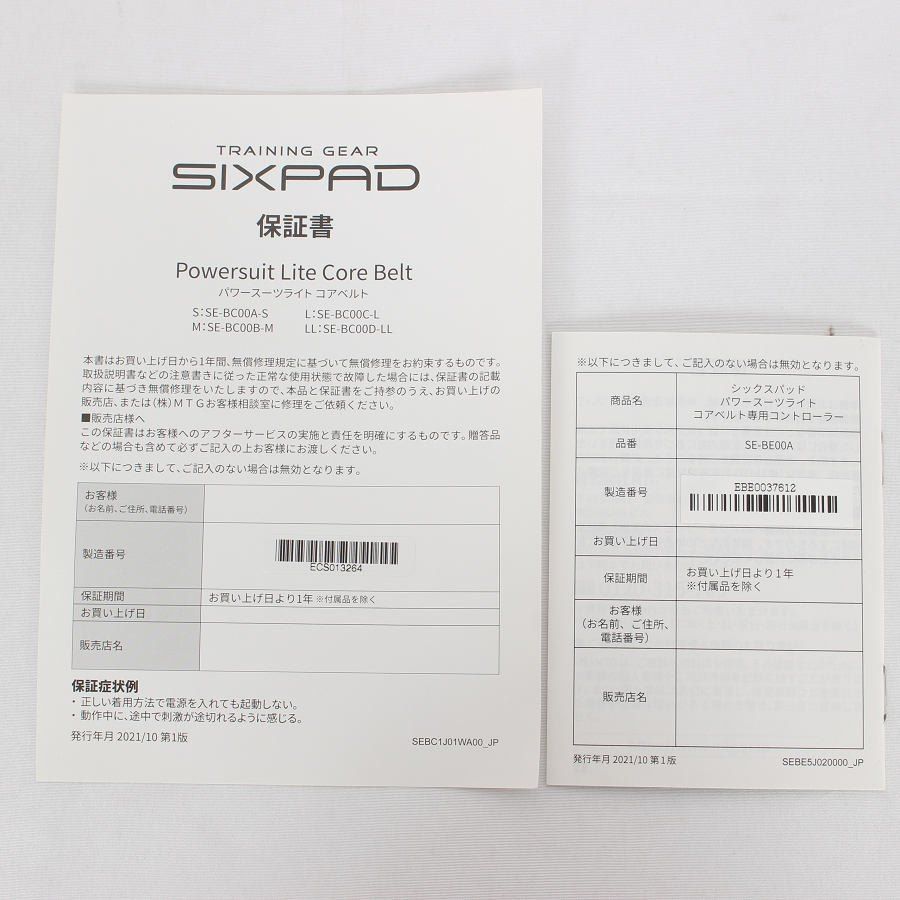 TRAINING GEAR
SIXPAD
保証書
Powersuit Lite Core Belt
パワースーツライト コアベルト
S:SE-BC00A-S L:SE-BC00C-L
M:SE-BC00B-M LL:SE-BC00D-LL
本書はお買い上げ日から1年間、無償修理規定に基づいて無償修理をお約束するものです。
取扱説明書などの注意書きに従った正常な使用状態で故障した場合には、保証書の記載
内容に基づき無償修理をいたしますので、本品と保証書をご持参のうえ、お買い上げの
販売店、または(株)MTGお客様相談室に修理をご依頼ください。
■販売店様へ
この保証書はお客様へのアフターサービスの実施と責任を明確にするものです。贈答品
などの場合も含めて必ずご記入の上お客様にお渡しください。
※以下につきまして、ご記入のない場合は無効となります。
お客様
(お名前、ご住所、電話番号)
製造番号
ECS013264
保証期間 お買い上げ日より1年 ※付属品を除く
お買い上げ日
販売店名
保証症状例
・正しい着用方法で電源を入れても起動しない。
・動作中に、途中で刺激が途切れるように感じる。
発行年月 2021/10 第1版 SEBC1J01WA00_JP
※以下につきまして、ご記入のない場合は無効となります。
商品名
シックスパッド
パワースーツライト
コアベルト専用コントローラー
品番 SE-BE00A
製造番号
EBE0037612
お買い上げ日
保証期間
お買い上げ日より1年
※付属品を除く
お客様
(お名前、ご住所、
電話番号)
販売店名
発行年月 2021/10 第1版 SEBE5J020000_JP